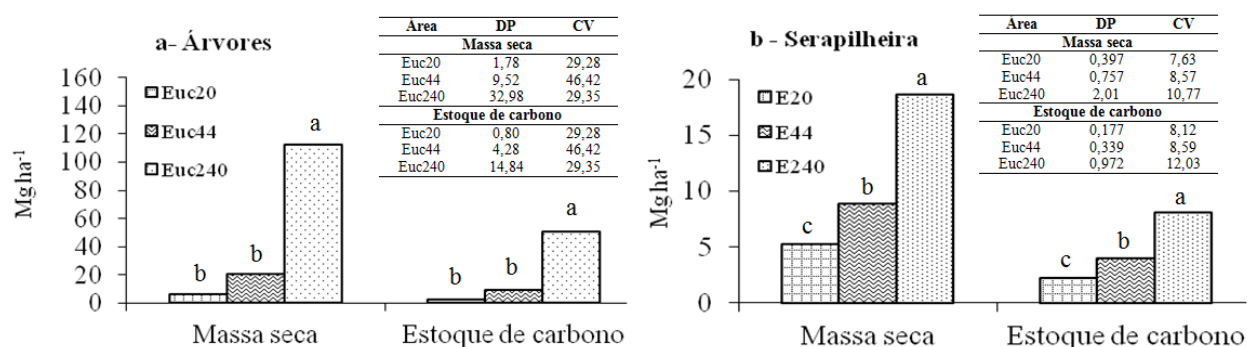 a- Árvores
Mg ha⁻¹
160
140
120
100
80
60
40
20
0
Euc20
Euc44
Euc240
b b a
b b a
Massa seca Estoque de carbono
Área DP CV
Massa seca
Euc20 1,78 29,28
Euc44 9,52 46,42
Euc240 32,98 29,35
Estoque de carbono
Euc20 0,80 29,28
Euc44 4,28 46,42
Euc240 14,84 29,35
b - Serapilheira
Mg ha⁻¹
20
15
10
5
0
E20
E44
E240
c b a
c b a
Massa seca Estoque de carbono
Área DP CV
Massa seca
Euc20 0,397 7,63
Euc44 0,757 8,57
Euc240 2,01 10,77
Estoque de carbono
Euc20 0,177 8,12
Euc44 0,339 8,59
Euc240 0,972 12,03